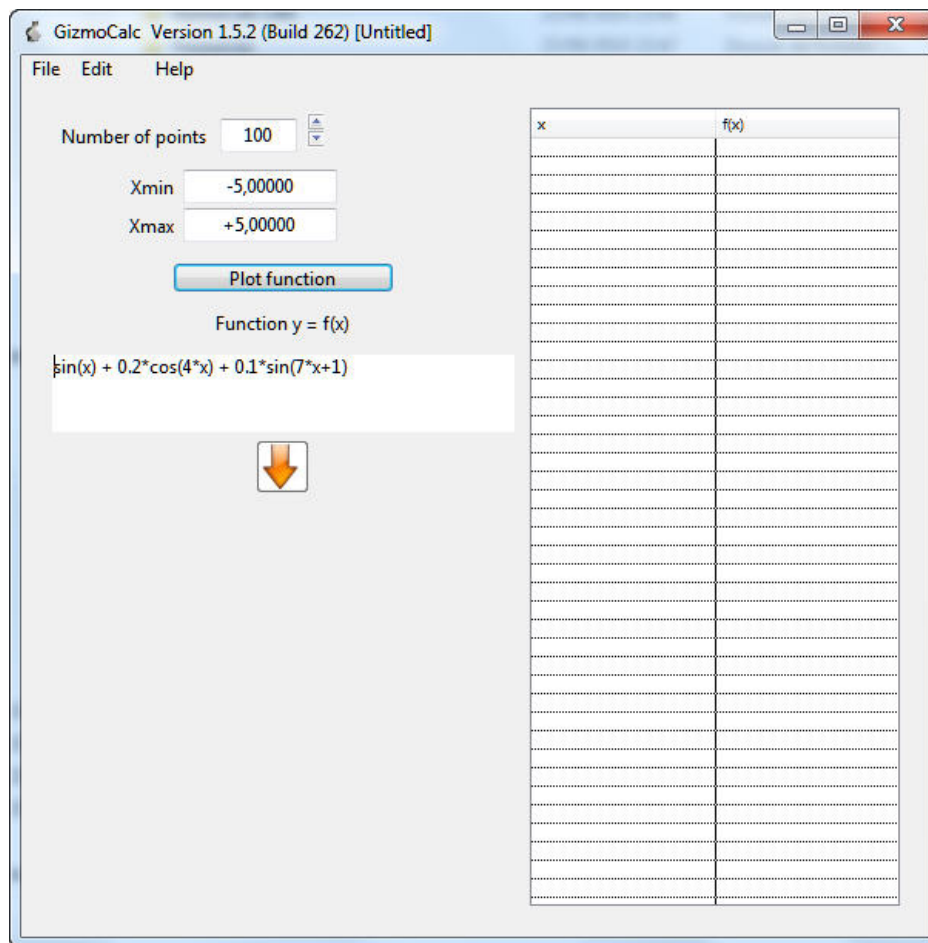 GizmoCalc Version 1.5.2 (Build 262) [Untitled]
File Edit Help
Number of points 100
Xmin -5,00000
Xmax +5,00000
Plot function
Function y = f(x)
sin(x) + 0.2*cos(4*x) + 0.1*sin(7*x+1)
x f(x)